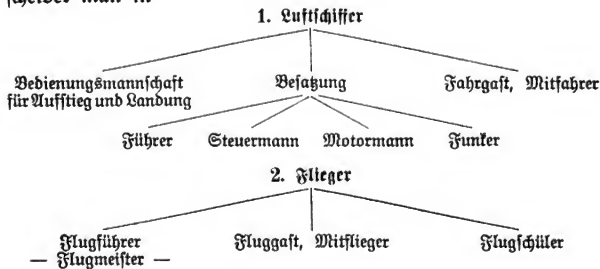 scheidet man in
1. Luftschiffer
Bedienungsmannschaft Besatzung Fahrgast, Mitfahrer
für Aufstieg und Landung
Führer Steuermann Motormann Funker
2. Flieger
Flugführer Fluggast, Mitflieger Flugschüler
— Flugmeister —